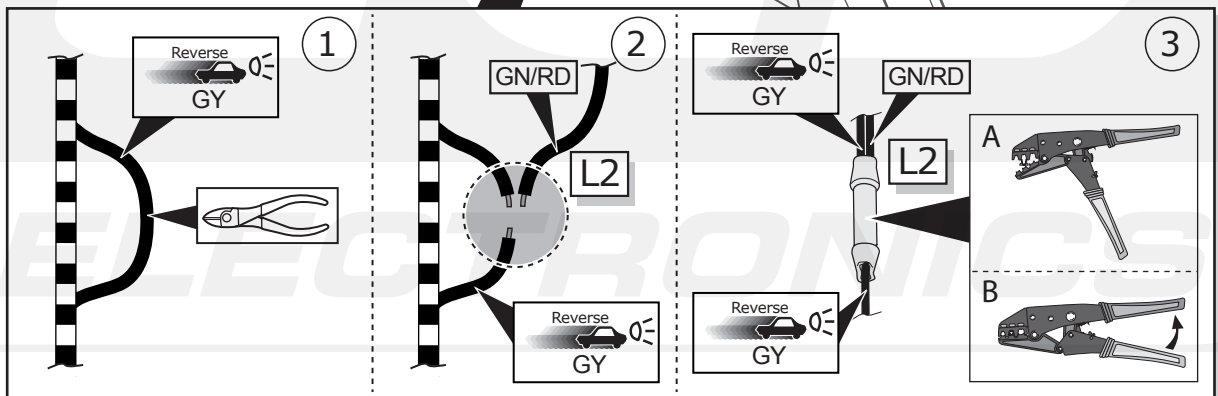 1
Reverse
GY
2
GN/RD
L2
Reverse
GY
3
Reverse
GY
GN/RD
L2
Reverse
GY
A
B
ELECTRONICS